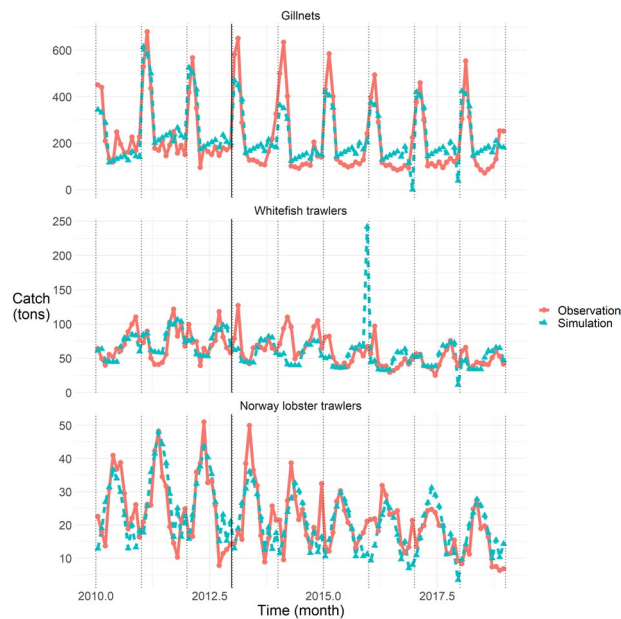 Gillnets
600
400
200
0
Whitefish trawlers
250
200
150
100
50
0
Catch
(tons)
Observation
Simulation
Norway lobster trawlers
50
40
30
20
10
2010.0
2012.5
2015.0
2017.5
Time (month)